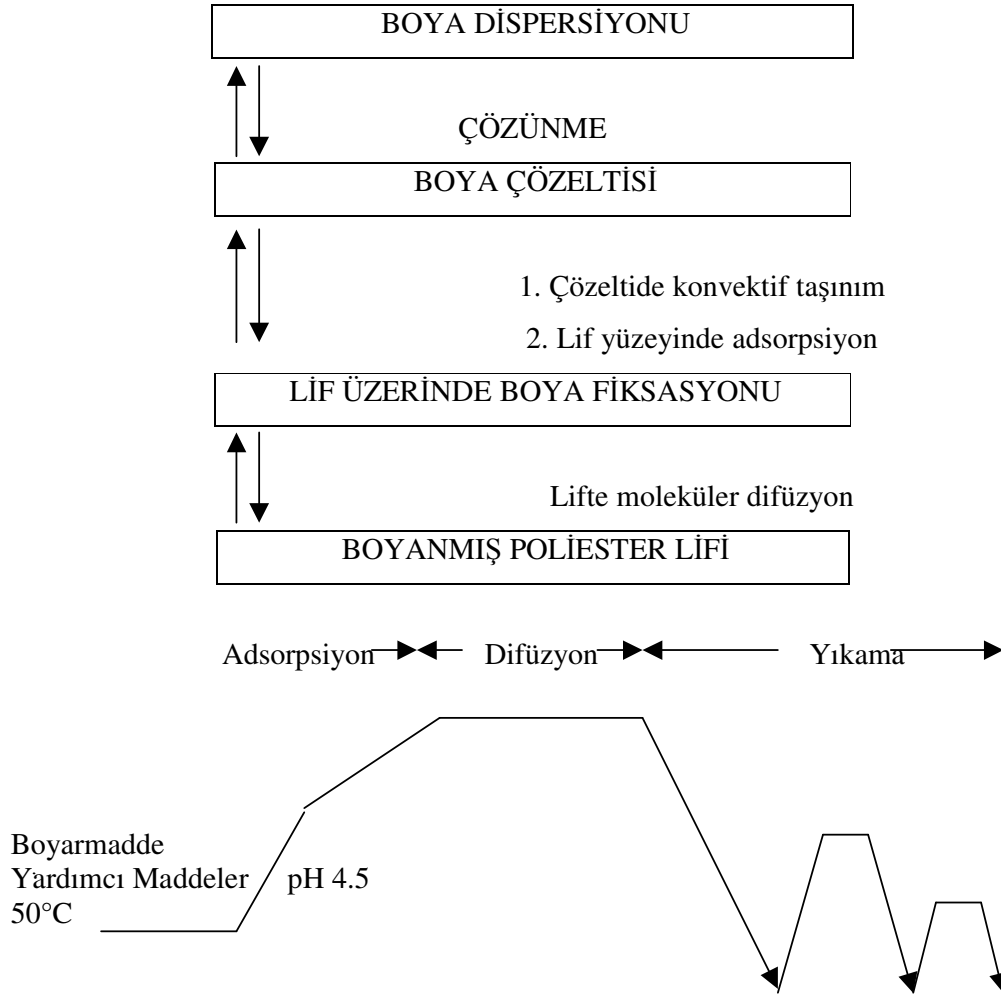 BOYA DİSPERSİYONU
ÇÖZÜNME
BOYA ÇÖZELTİSİ
1. Çözeltide konvektif taşınım
2. Lif yüzeyinde adsorpsiyon
LİF ÜZERİNDE BOYA FİKSASYONU
Lifte moleküler difüzyon
BOYANMIŞ POLİESTER LİFİ
Adsorpsiyon Difüzyon Yıkama
Boyarmadde
Yardımcı Maddeler pH 4.5
50°C